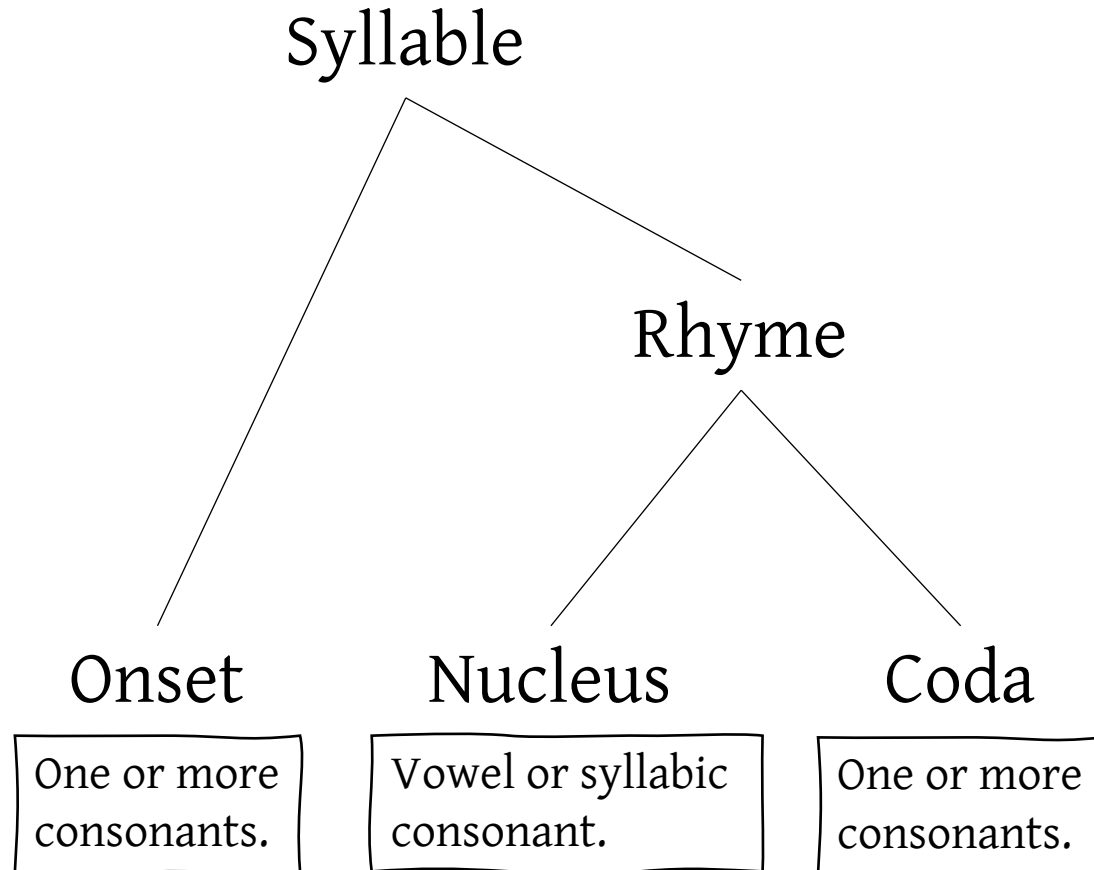 Syllable
Rhyme
Onset
Nucleus
Coda
One or more
consonants.
Vowel or syllabic
consonant.
One or more
consonants.